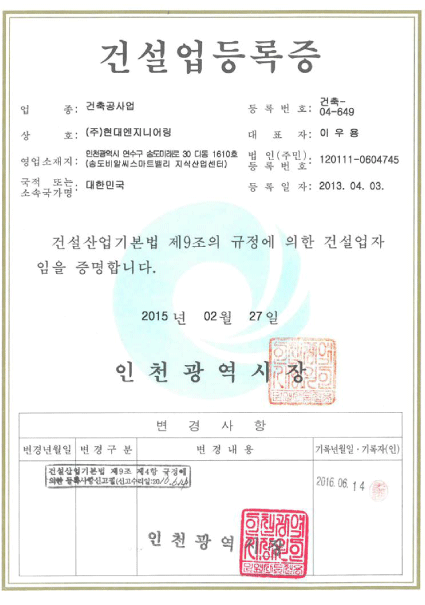 건설업등록증
업 종: 건축공사업
등 록 번 호: 건축-04-649
상 호: (주)현대엔지니어링
대 표 자: 이 우 용
영업소재지: 인천광역시 연수구 송도미래로 30 디동 1610호
(송도비알씨스마트밸리 지식산업센터)
법 인(주민)등 록 번 호: 120111-0604745
국적 또는 소속국가명: 대한민국
등 록 일 자: 2013. 04. 03.
건설산업기본법 제9조의 규정에 의한 건설업자
임을 증명합니다.
2015 년 02 월 27 일
인 천 광 역 시 장
변 경 사 항
변경년월일 변 경 구 분 변 경 내 용 기록년월일·기록자(인)
건설산업기본법 제9조 제4항 규정에
의한 등록사항신고필(신고수리일:
2016. 06. 14
인 천 광 역 시 장